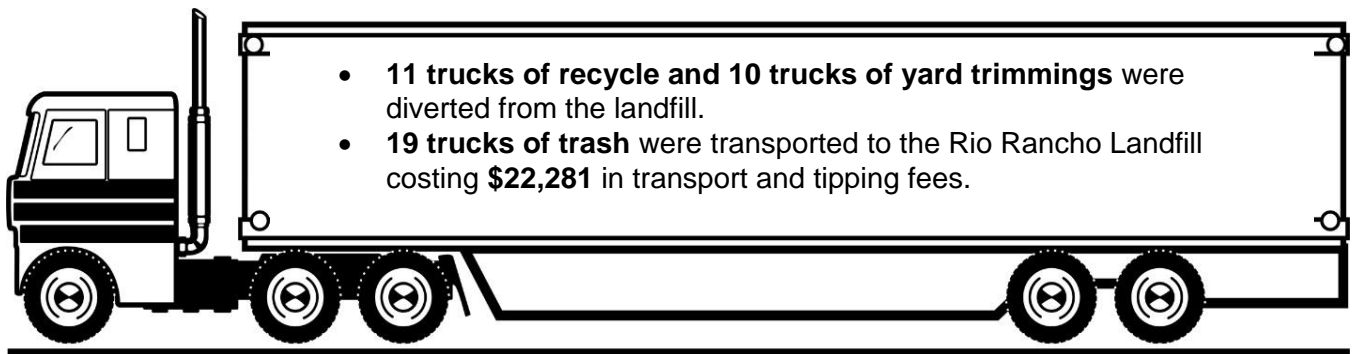 • 11 trucks of recycle and 10 trucks of yard trimmings were
diverted from the landfill.
• 19 trucks of trash were transported to the Rio Rancho Landfill
costing $22,281 in transport and tipping fees.